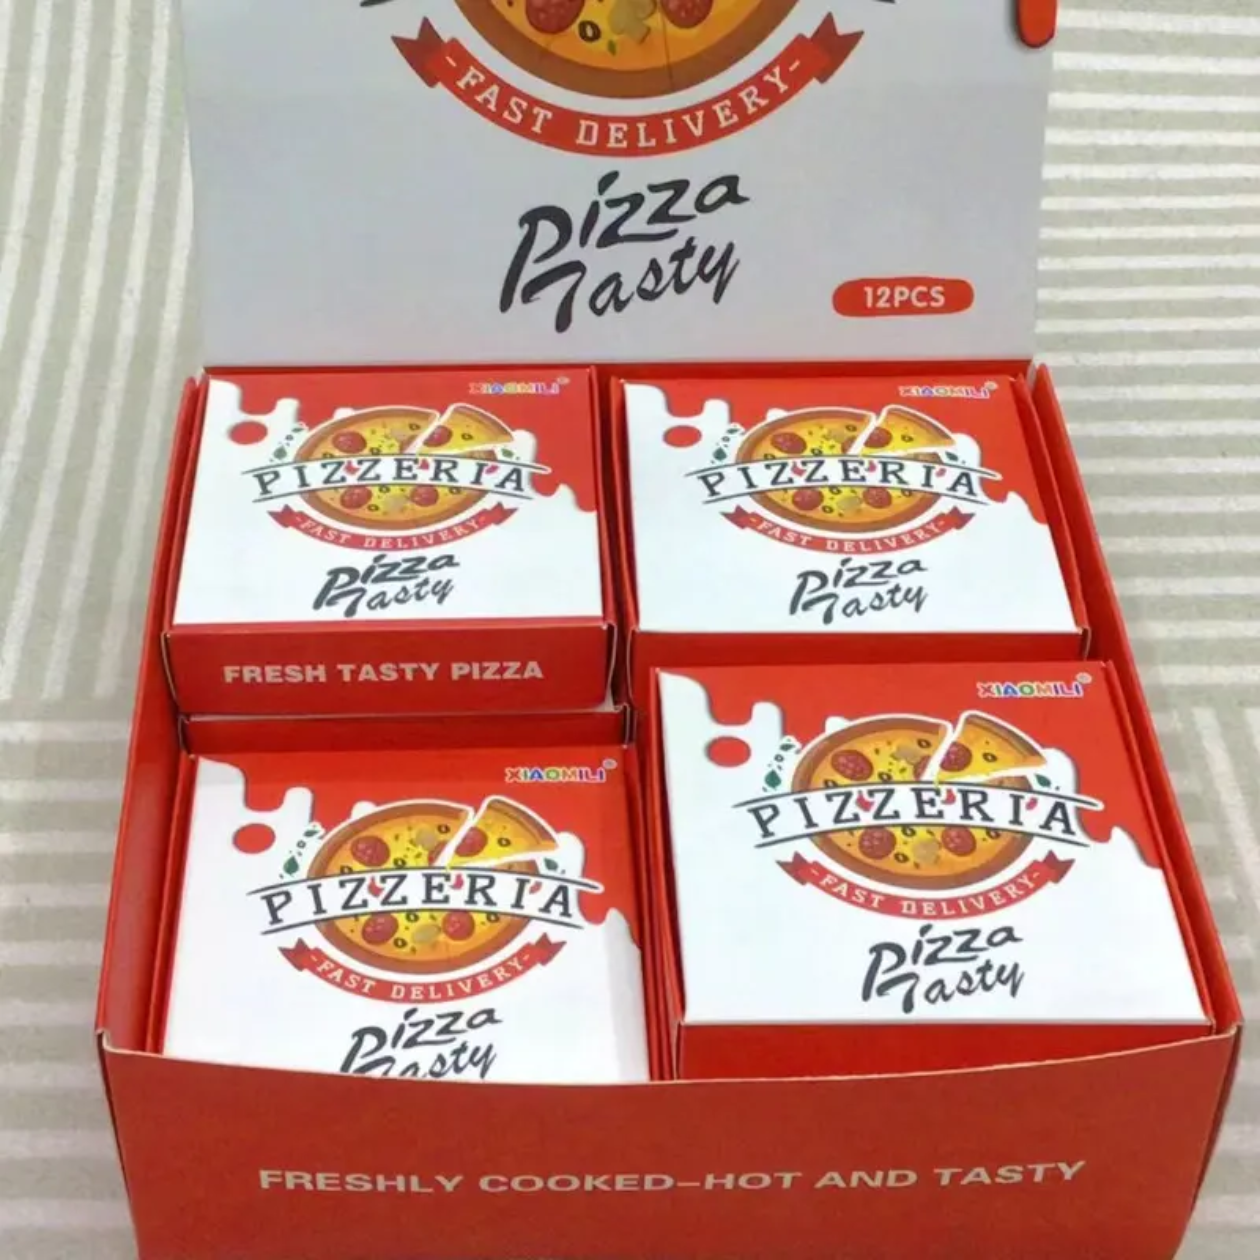 -FAST DELIVERY-
Pizza
Tasty
12PCS
XIAOMILI®
PIZZERIA
-FAST DELIVERY-
Pizza
Tasty
FRESH TASTY PIZZA
XIAOMILI®
PIZZERIA
-FAST DELIVERY-
Pizza
Tasty
XIAOMILI®
PIZZERIA
-FAST DELIVERY-
Pizza
Tasty
XIAOMILI®
PIZZERIA
-FAST DELIVERY-
Pizza
Tasty
FRESHLY COOKED-HOT AND TASTY